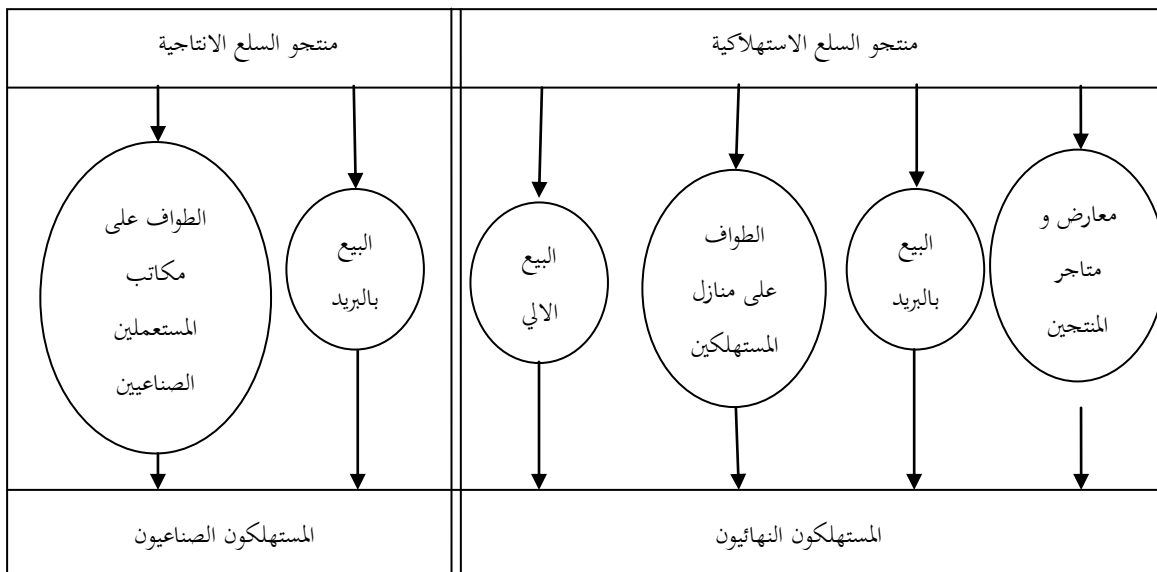 منتجو السلع الاستهلاكية
منتجو السلع الانتاجية
معارض و
متاجر
المنتجين
البيع
بالبريد
الطواف
على منازل
المستهلكين
البيع
الالي
البيع
بالبريد
الطواف على
مكاتب
المستعملين
الصناعيين
المستهلكون النهائيون
المستهلكون الصناعيون